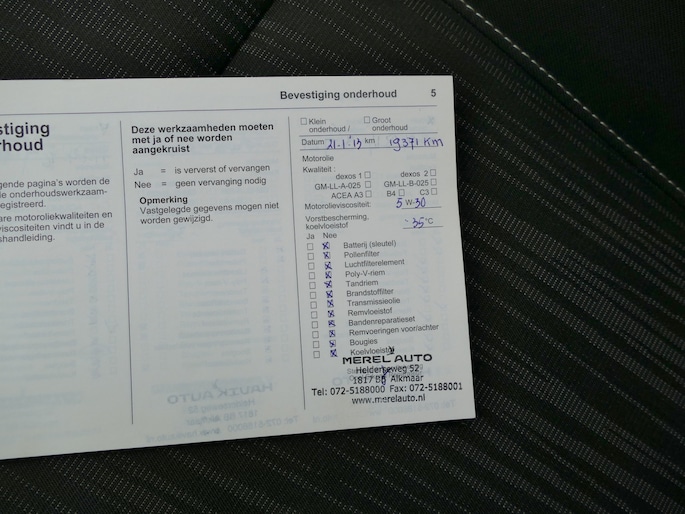 Bevestiging onderhoud 5
stiging
rhoud
gende pagina's worden de
de onderhoudswerkzaam-
egistreerd.
are motoroliekwaliteiten en
viscositeiten vindt u in de
shandleiding.
Deze werkzaamheden moeten
met ja of nee worden
aangekruist
Ja = is ververst of vervangen
Nee = geen vervanging nodig
Opmerking
Vastgelegde gegevens mogen niet
worden gewijzigd.
☐ Klein ☐ Groot
onderhoud / onderhoud
Datum 21-1-'13 km 19371 Km
Motorolie
Kwaliteit:
dexos 1 ☐ dexos 2 ☐
GM-LL-A-025 ☐ GM-LL-B-025 ☐
ACEA A3 ☐ B4 ☐ C3 ☐
Motorolieviscositeit: 5 W-30
Vorstbescherming.
koelvloeistof -35 °C
Ja Nee
☐ ☒ Batterij (sleutel)
☐ ☒ Pollenfilter
☐ ☒ Luchtfilterelement
☐ ☒ Poly-V-riem
☐ ☒ Tandriem
☐ ☒ Brandstoffilter
☐ ☒ Transmissieolie
☐ ☒ Remvloeistof
☐ ☒ Bandenreparatieset
☐ ☒ Remvoeringen voor/achter
☐ ☒ Bougies
☐ ☒ Koelvloeistof
MEREL AUTO
Helderseweg 52
1817 BB Alkmaar
Tel: 072-5188000 Fax: 072-5188001
www.merelauto.nl